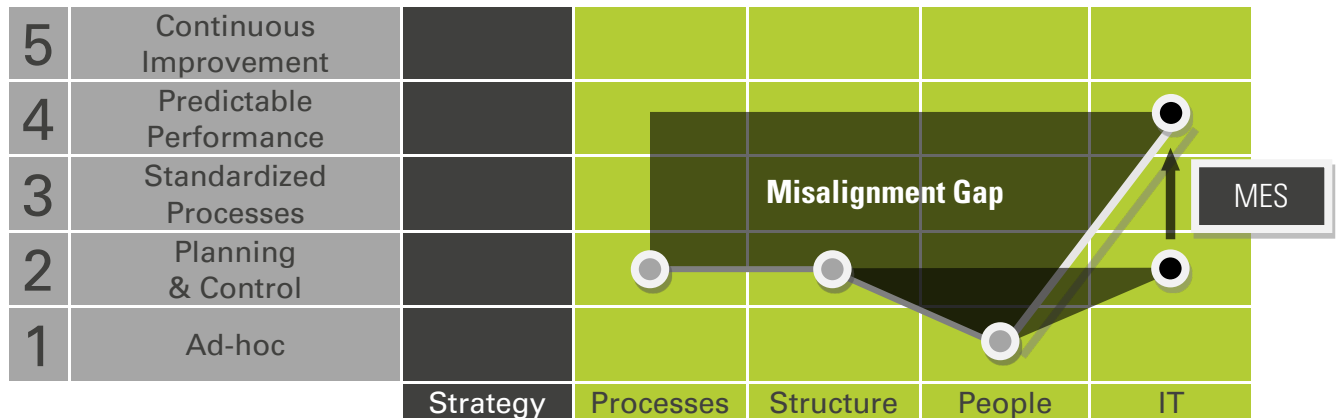 5
Continuous
Improvement
4
Predictable
Performance
3
Standardized
Processes
Misalignment Gap
MES
2
Planning
& Control
1
Ad-hoc
Strategy
Processes
Structure
People
IT